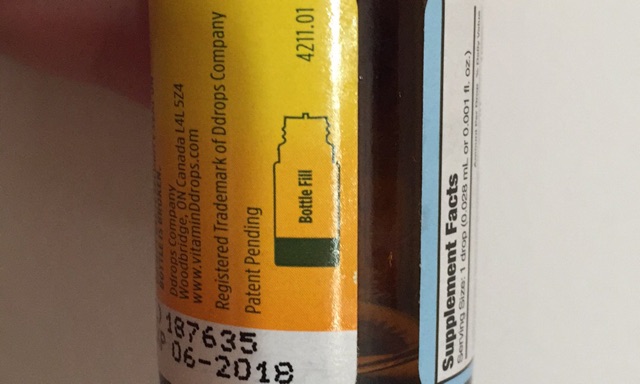 Ddrops Company
Woodbridge, ON Canada L4L 5Z4
www.vitaminDdrops.com
Registered Trademark of Ddrops Company
Patent Pending
Bottle Fill
4211.01
187635
06-2018
Supplement Facts
Serving Size: 1 drop (0.028 mL or 0.001 fl. oz.)